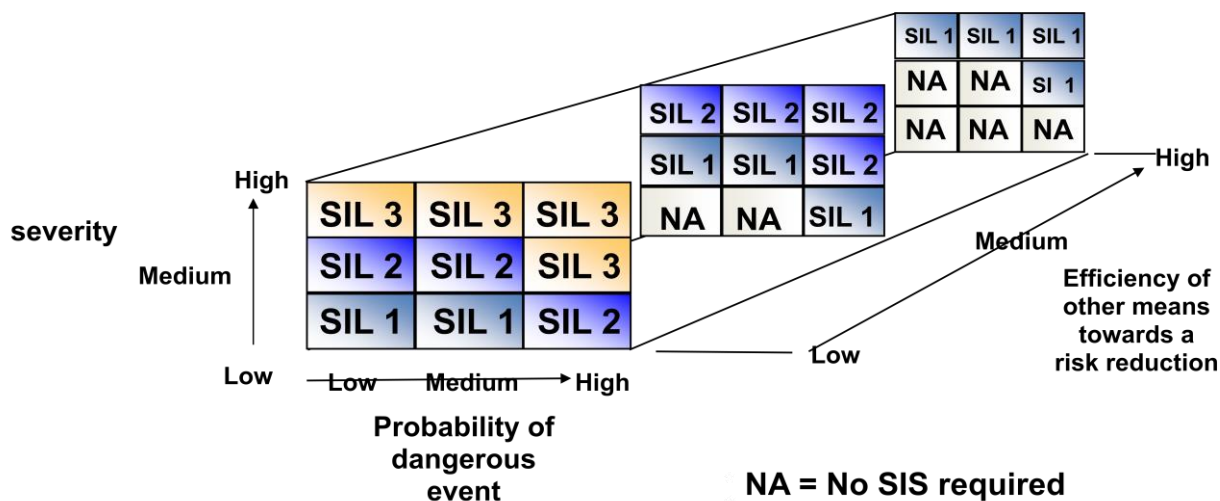 SIL 1 SIL 1 SIL 1
NA NA SI 1
NA NA NA
SIL 2 SIL 2 SIL 2
SIL 1 SIL 1 SIL 2
NA NA SIL 1
High
SIL 3 SIL 3 SIL 3
severity
Medium
SIL 2 SIL 2 SIL 3
SIL 1 SIL 1 SIL 2
Low
Low Medium High
Probability of
dangerous
event
High
Medium
Low
Efficiency of
other means
towards a
risk reduction
NA = No SIS required